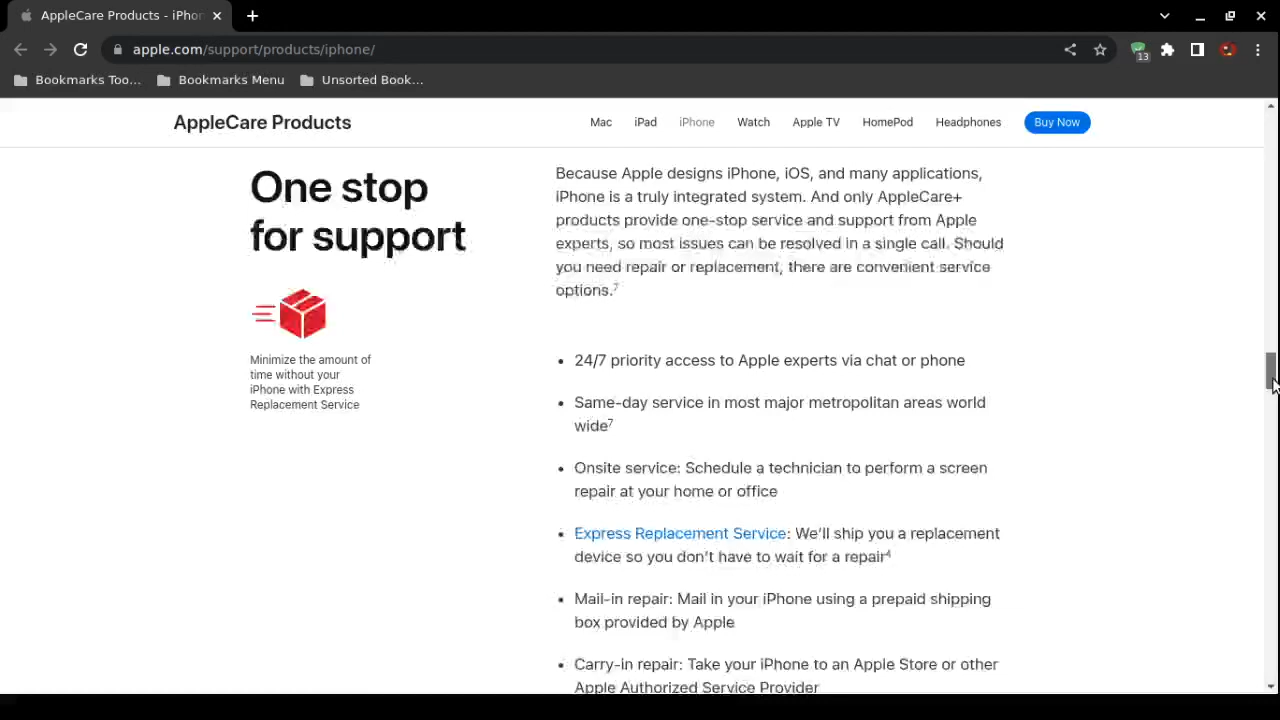 AppleCare Products - iPhon
apple.com/support/products/iphone/
13
Bookmarks Too...
Bookmarks Menu
Unsorted Book...
AppleCare Products
Mac
iPad
iPhone
Watch
Apple TV
HomePod
Headphones
Buy Now
One stop
for support
Minimize the amount of
time without your
iPhone with Express
Replacement Service
Because Apple designs iPhone, iOS, and many applications,
iPhone is a truly integrated system. And only AppleCare+
products provide one-stop service and support from Apple
experts, so most issues can be resolved in a single call. Should
you need repair or replacement, there are convenient service
options.⁷
• 24/7 priority access to Apple experts via chat or phone
• Same-day service in most major metropolitan areas world
wide⁷
• Onsite service: Schedule a technician to perform a screen
repair at your home or office
• Express Replacement Service: We’ll ship you a replacement
device so you don’t have to wait for a repair⁴
• Mail-in repair: Mail in your iPhone using a prepaid shipping
box provided by Apple
• Carry-in repair: Take your iPhone to an Apple Store or other
Apple Authorized Service Provider